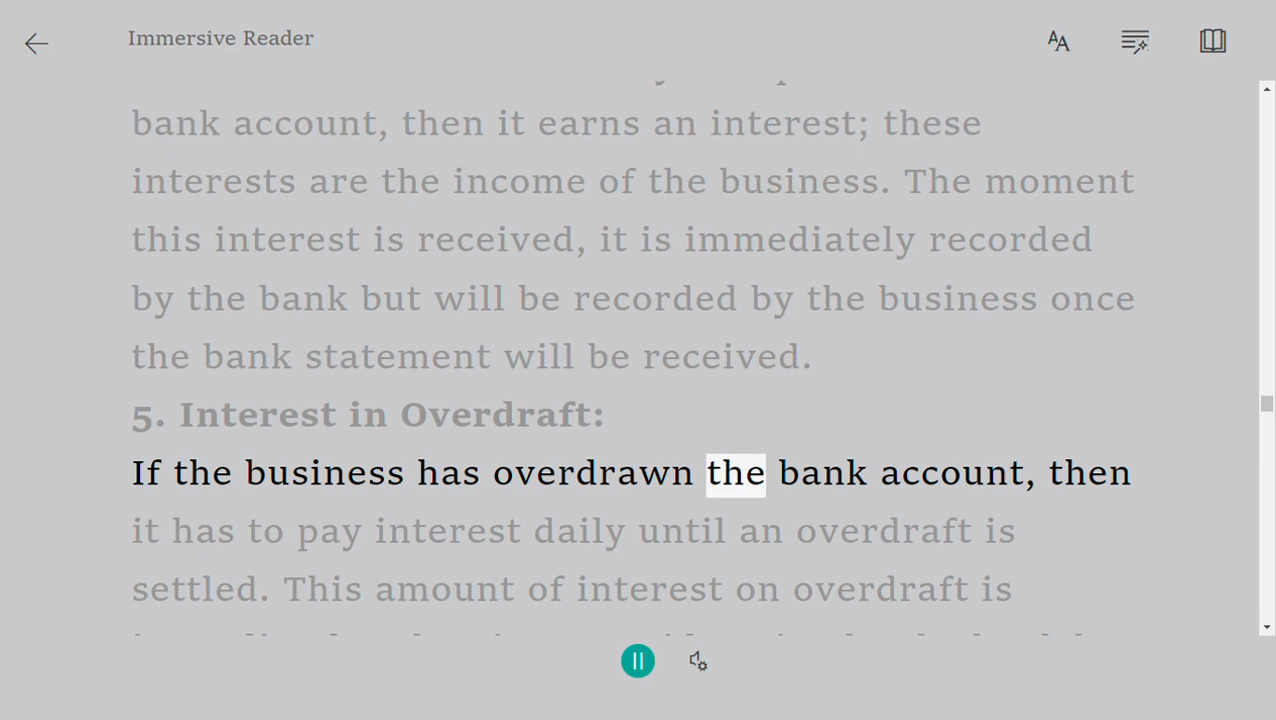 Immersive Reader
bank account, then it earns an interest; these
interests are the income of the business. The moment
this interest is received, it is immediately recorded
by the bank but will be recorded by the business once
the bank statement will be received.
5. Interest in Overdraft:
If the business has overdrawn the bank account, then
it has to pay interest daily until an overdraft is
settled. This amount of interest on overdraft is